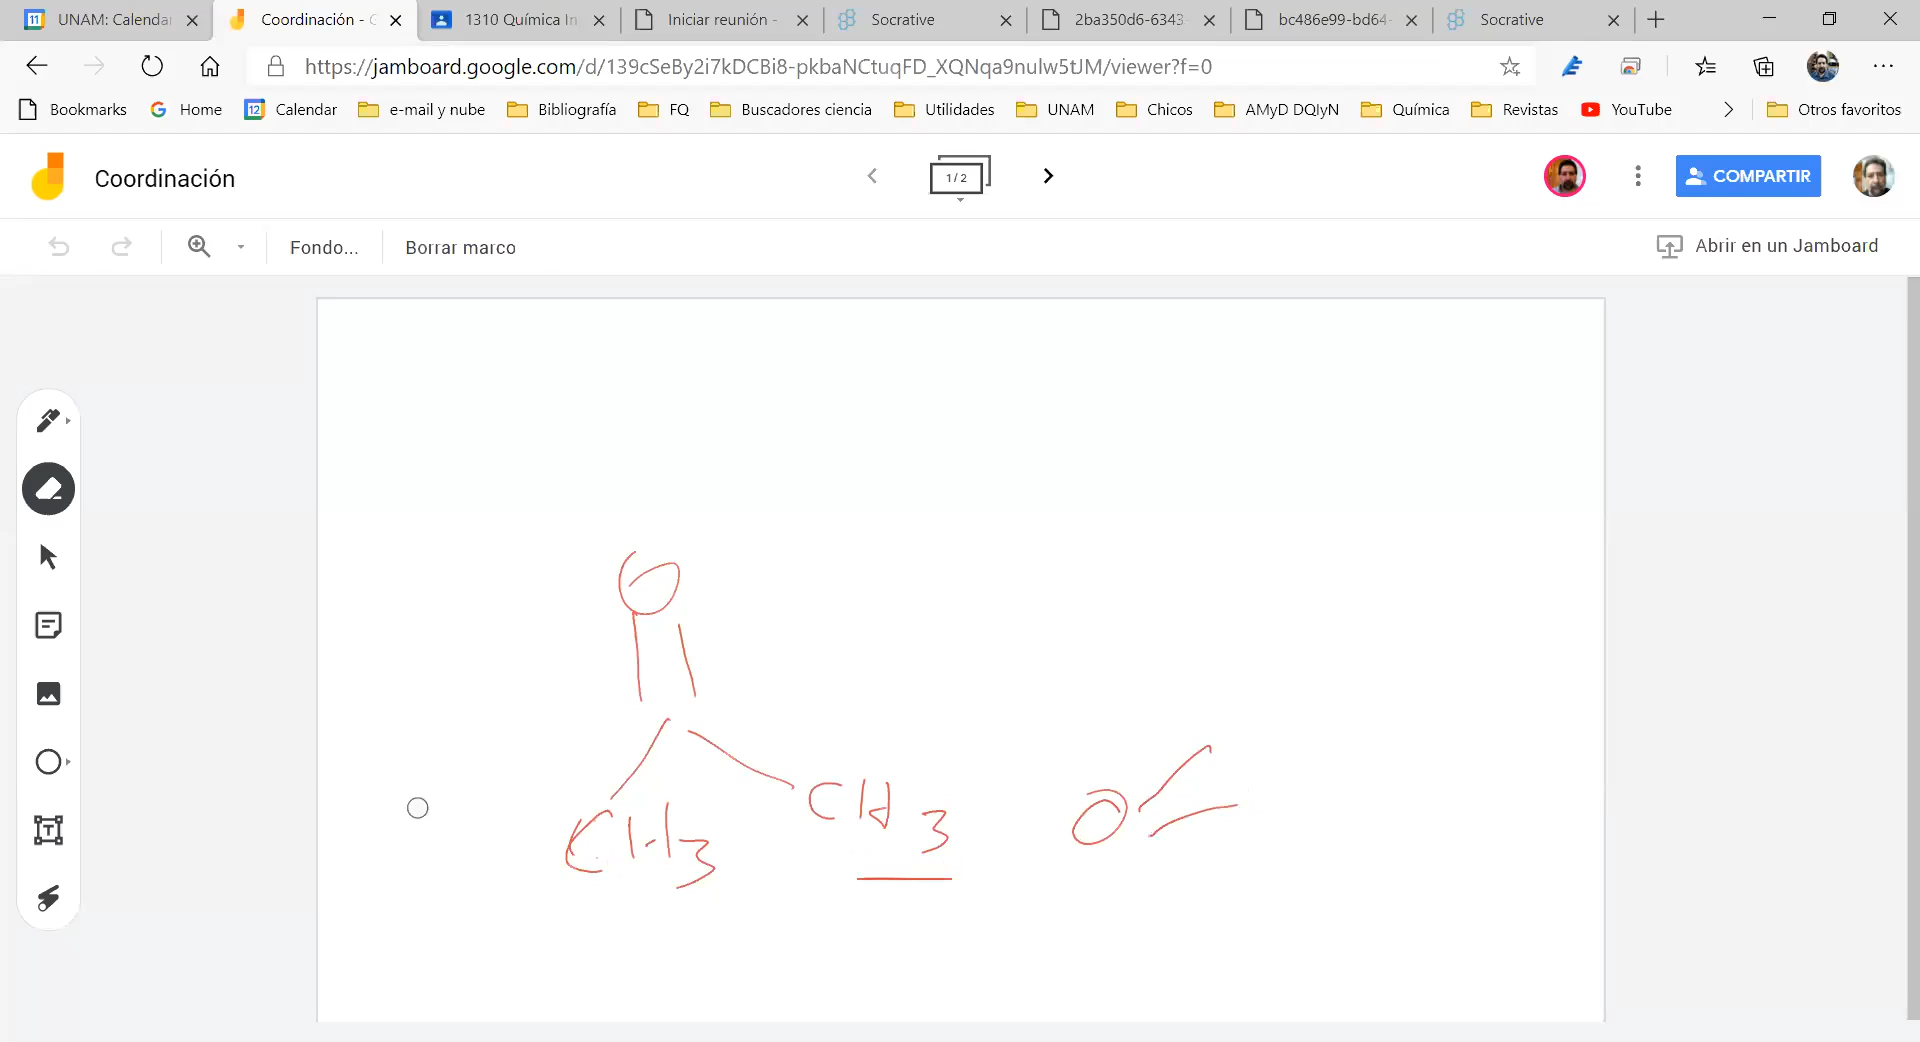 UNAM: Calendar
Coordinación - G
1310 Química In
Iniciar reunión -
Socrative
2ba350d6-6343-
bc486e99-bd64-
Socrative
https://jamboard.google.com/d/139cSeBy2i7kDCBi8-pkbaNCtuqFD_XQNqa9nulw5tJM/viewer?f=0
Bookmarks
Home
Calendar
e-mail y nube
Bibliografía
FQ
Buscadores ciencia
Utilidades
UNAM
Chicos
AMyD DQIyN
Química
Revistas
YouTube
Otros favoritos
Coordinación
1 / 2
COMPARTIR
Fondo...
Borrar marco
Abrir en un Jamboard
O
CH3
CH3
O